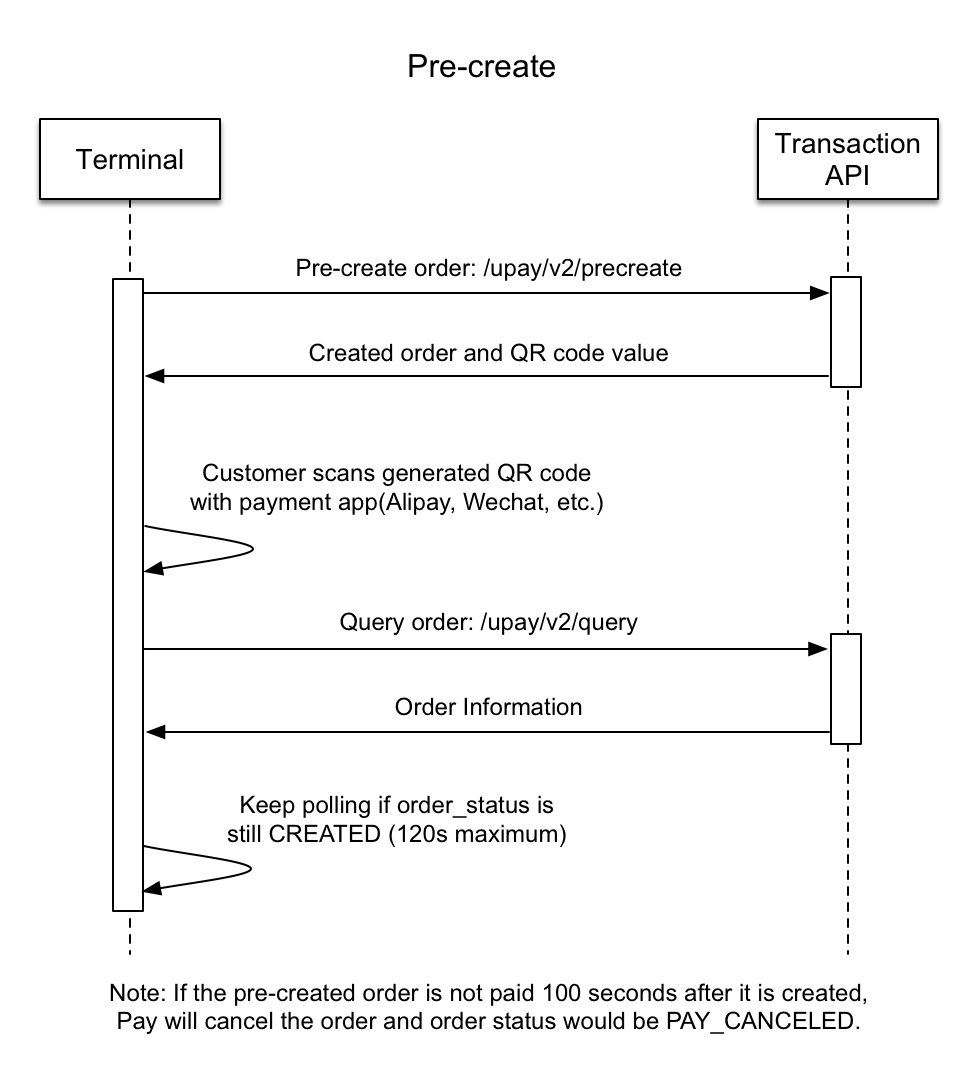 Pre-create
Terminal
Transaction
API
Pre-create order: /upay/v2/precreate
Created order and QR code value
Customer scans generated QR code
with payment app(Alipay, Wechat, etc.)
Query order: /upay/v2/query
Order Information
Keep polling if order_status is
still CREATED (120s maximum)
Note: If the pre-created order is not paid 100 seconds after it is created,
Pay will cancel the order and order status would be PAY_CANCELED.